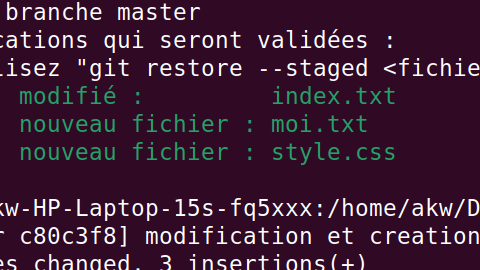 branche master
cations qui seront validées :
lisez "git restore --staged <fichie
modifié :         index.txt
nouveau fichier : moi.txt
nouveau fichier : style.css
kw-HP-Laptop-15s-fq5xxx:/home/akw/D
r c80c3f8] modification et creation
es changed, 3 insertions(+)